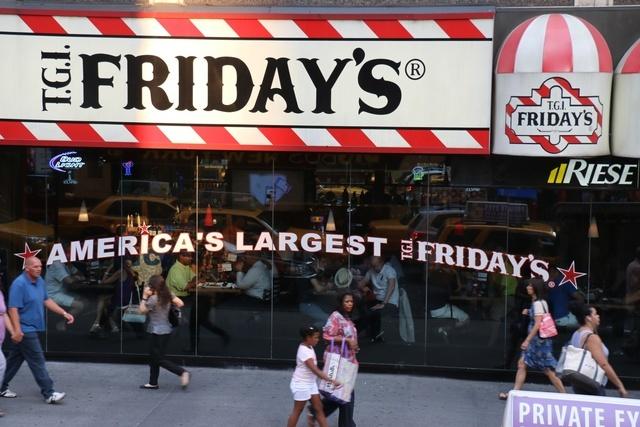 T.G.I. FRIDAY'S®
T.G.I.
FRIDAY'S
RIESE
BUD
LIGHT
AMERICA'S LARGEST T.G.I. FRIDAY'S®
PRIVATE EY